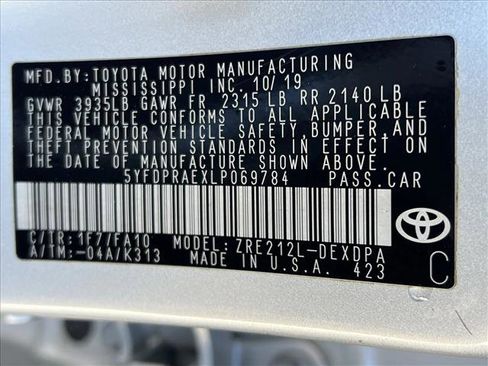 MFD.BY:TOYOTA MOTOR MANUFACTURING
MISSISSIPPI INC. 10/19
GVWR 3935LB GAWR FR 2315 LB RR 2140 LB
THIS VEHICLE CONFORMS TO ALL APPLICABLE
FEDERAL MOTOR VEHICLE SAFETY,BUMPER,AND
THEFT PREVENTION STANDARDS IN EFFECT ON
THE DATE OF MANUFACTURE SHOWN ABOVE.
5YFDPRAEXLP069784 PASS.CAR
C/TR:1F7/FA10 MODEL:ZRE212L-DEXDPA
A/TM:-04A/K313 MADE IN U.S.A. 423
C